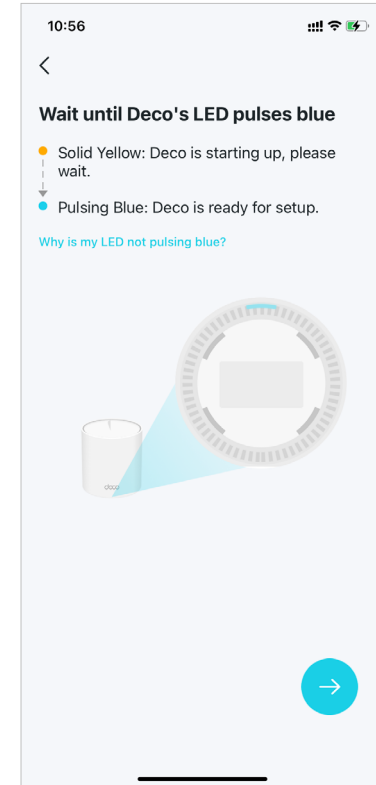 10:56
Wait until Deco's LED pulses blue
Solid Yellow: Deco is starting up, please
wait.
Pulsing Blue: Deco is ready for setup.
Why is my LED not pulsing blue?
deco